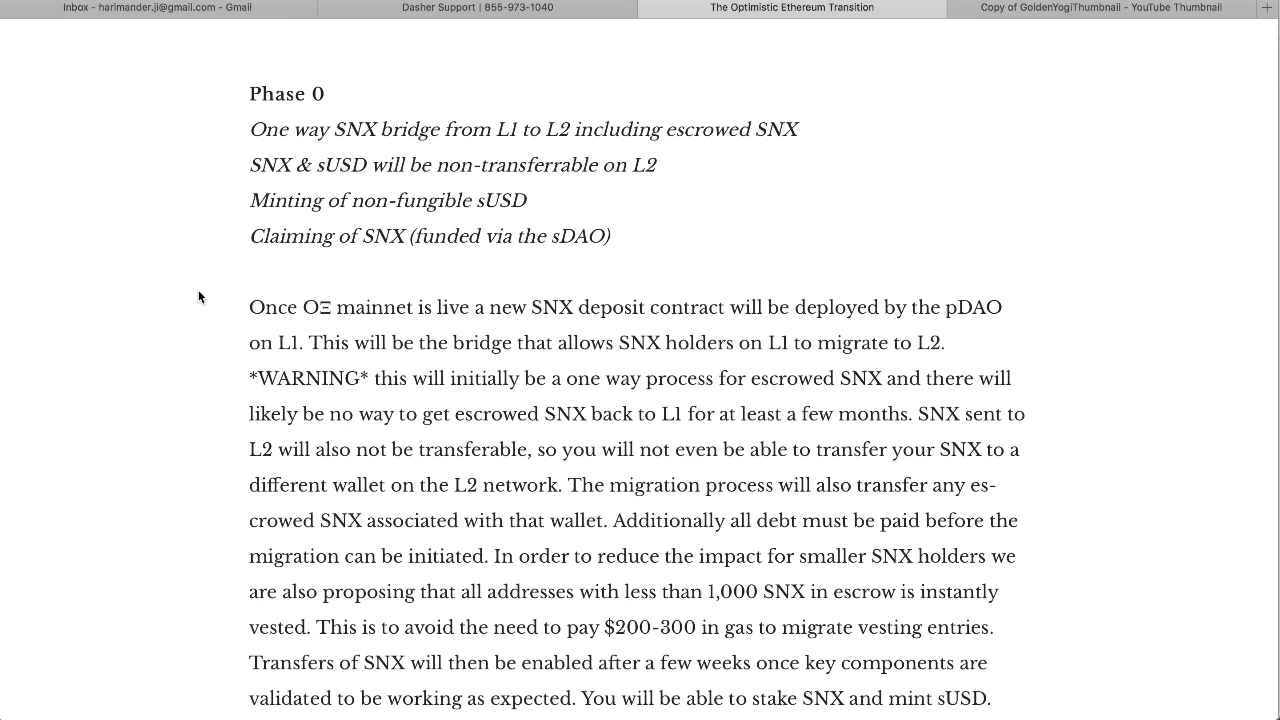 Inbox - harimander.ji@gmail.com - Gmail
Dasher Support | 855-973-1040
The Optimistic Ethereum Transition
Copy of GoldenYogiThumbnail - YouTube Thumbnail
Phase 0
One way SNX bridge from L1 to L2 including escrowed SNX
SNX & sUSD will be non-transferrable on L2
Minting of non-fungible sUSD
Claiming of SNX (funded via the sDAO)
Once OΞ mainnet is live a new SNX deposit contract will be deployed by the pDAO
on L1. This will be the bridge that allows SNX holders on L1 to migrate to L2.
*WARNING* this will initially be a one way process for escrowed SNX and there will
likely be no way to get escrowed SNX back to L1 for at least a few months. SNX sent to
L2 will also not be transferable, so you will not even be able to transfer your SNX to a
different wallet on the L2 network. The migration process will also transfer any es-
crowed SNX associated with that wallet. Additionally all debt must be paid before the
migration can be initiated. In order to reduce the impact for smaller SNX holders we
are also proposing that all addresses with less than 1,000 SNX in escrow is instantly
vested. This is to avoid the need to pay $200-300 in gas to migrate vesting entries.
Transfers of SNX will then be enabled after a few weeks once key components are
validated to be working as expected. You will be able to stake SNX and mint sUSD.